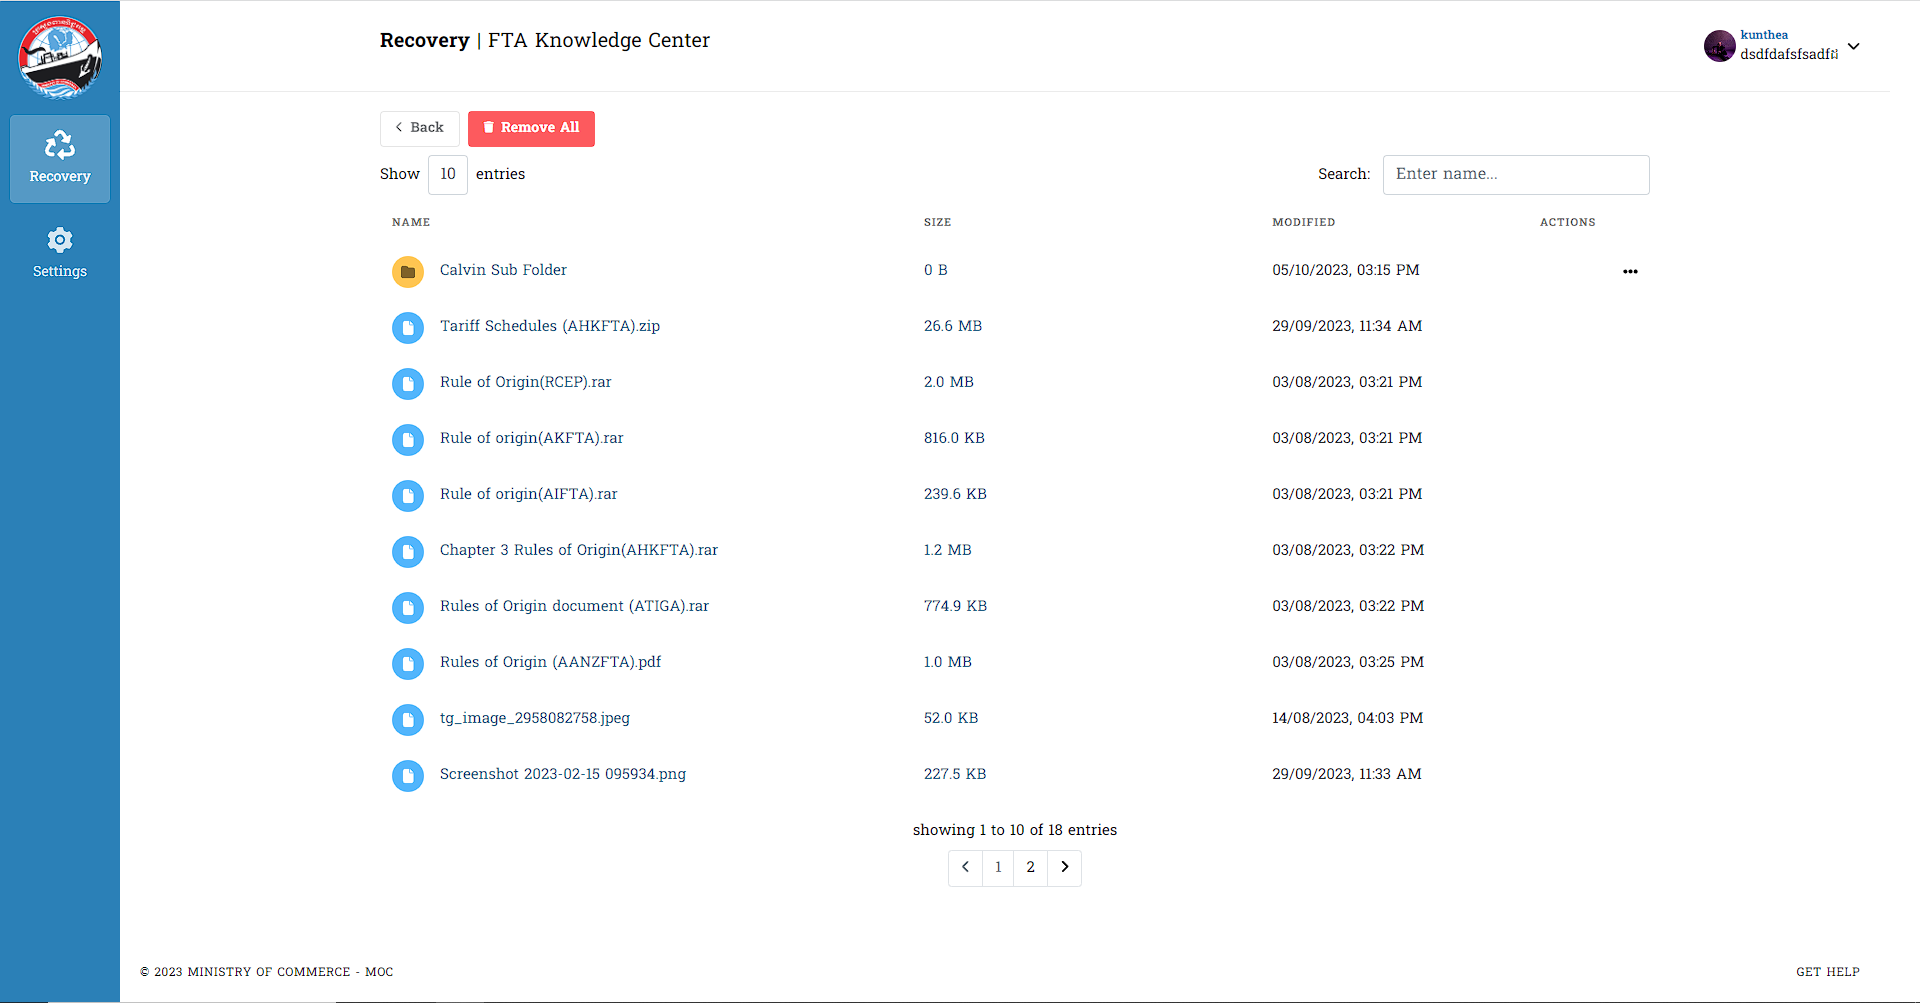 Recovery | FTA Knowledge Center
kunthea
Recovery
Settings
Back
Remove All
Show 10 entries
Search: Enter name...
NAME SIZE MODIFIED ACTIONS
Calvin Sub Folder 0 B 05/10/2023, 03:15 PM
Tariff Schedules (AHKFTA).zip 26.6 MB 29/09/2023, 11:34 AM
Rule of Origin(RCEP).rar 2.0 MB 03/08/2023, 03:21 PM
Rule of origin(AKFTA).rar 816.0 KB 03/08/2023, 03:21 PM
Rule of origin(AIFTA).rar 239.6 KB 03/08/2023, 03:21 PM
Chapter 3 Rules of Origin(AHKFTA).rar 1.2 MB 03/08/2023, 03:22 PM
Rules of Origin document (ATIGA).rar 774.9 KB 03/08/2023, 03:22 PM
Rules of Origin (AANZFTA).pdf 1.0 MB 03/08/2023, 03:25 PM
tg_image_2958082758.jpeg 52.0 KB 14/08/2023, 04:03 PM
Screenshot 2023-02-15 095934.png 227.5 KB 29/09/2023, 11:33 AM
showing 1 to 10 of 18 entries
1 2
© 2023 MINISTRY OF COMMERCE - MOC
GET HELP